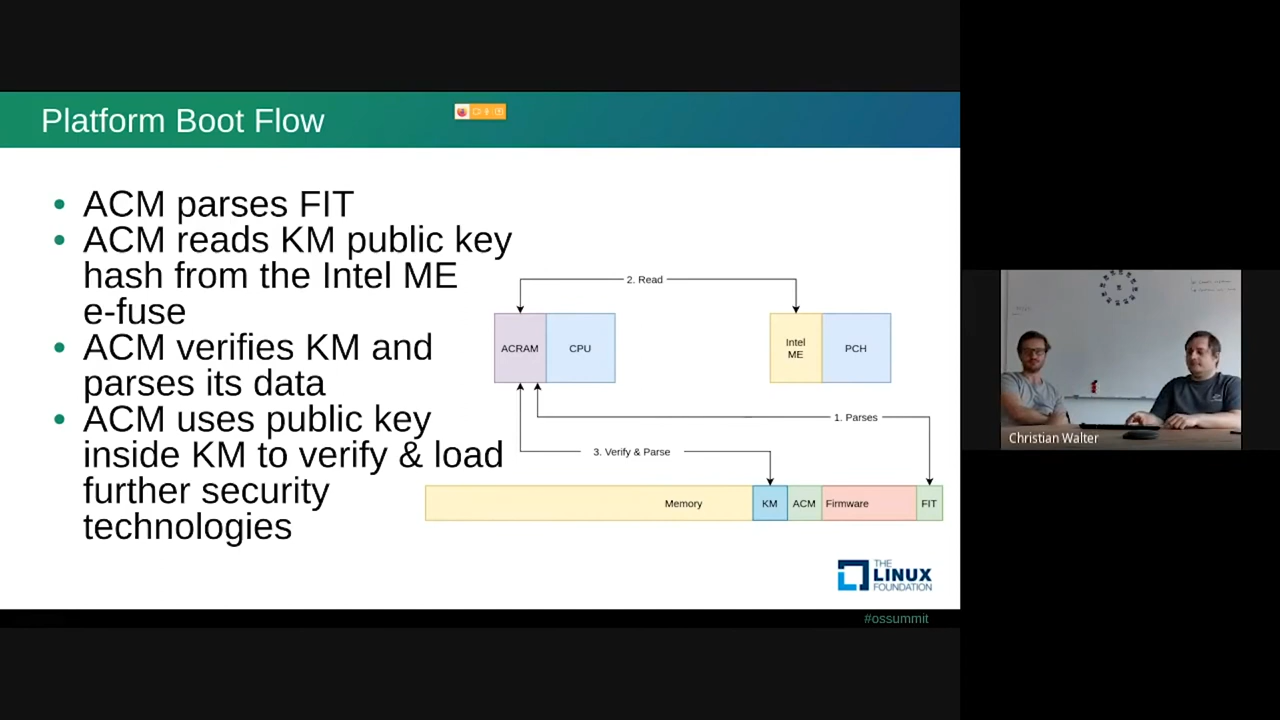 Platform Boot Flow
• ACM parses FIT
• ACM reads KM public key
hash from the Intel ME
e-fuse
• ACM verifies KM and
parses its data
• ACM uses public key
inside KM to verify & load
further security
technologies
2. Read
ACRAM
CPU
Intel
ME
PCH
1. Parses
3. Verify & Parse
Memory
KM
ACM
Firmware
FIT
THE
LINUX
FOUNDATION
#ossummit
Christian Walter